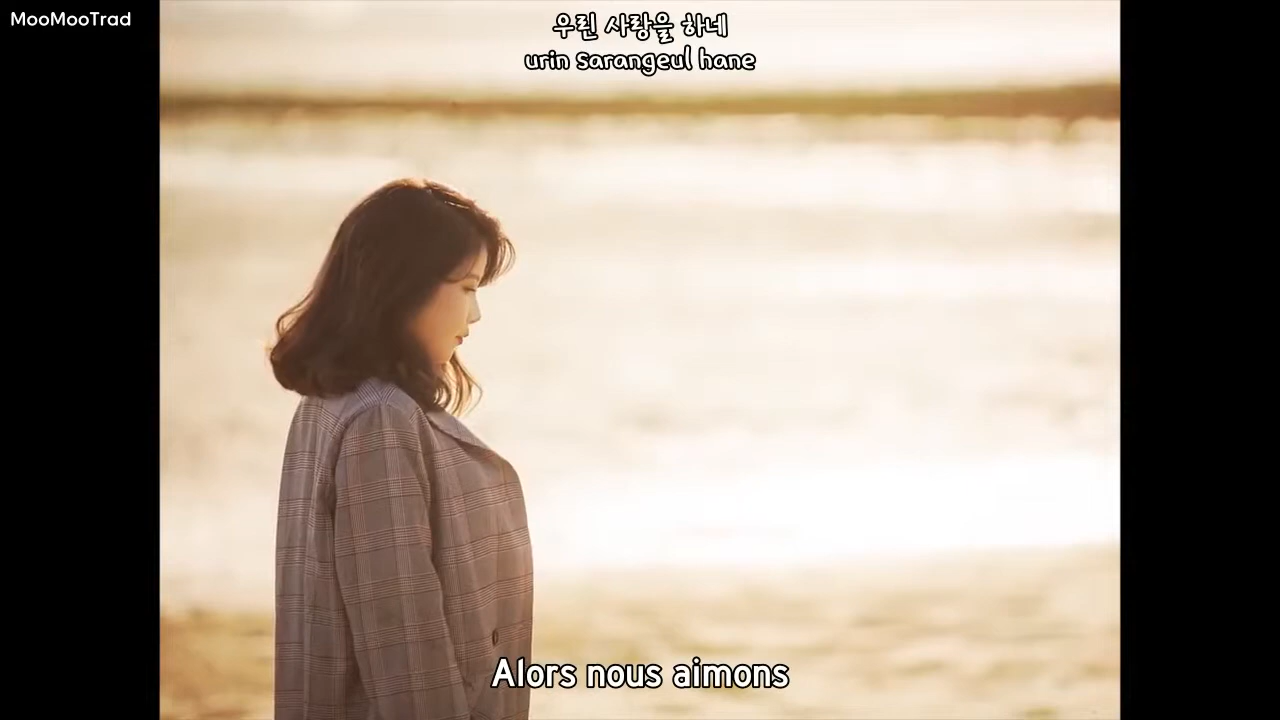 MooMooTrad
우린 사랑을 하네
urin sarangeul hane
Alors nous aimons